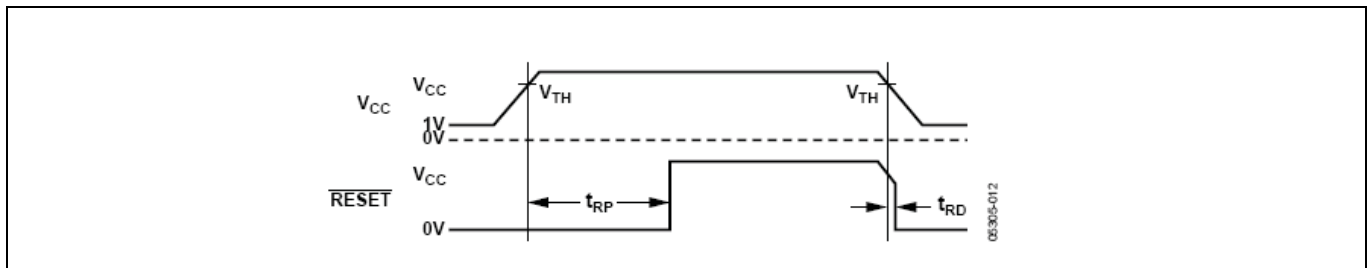 VCC
VCC
VTH
VTH
1V
0V
VCC
RESET
tRP
tRD
0V
05305-012